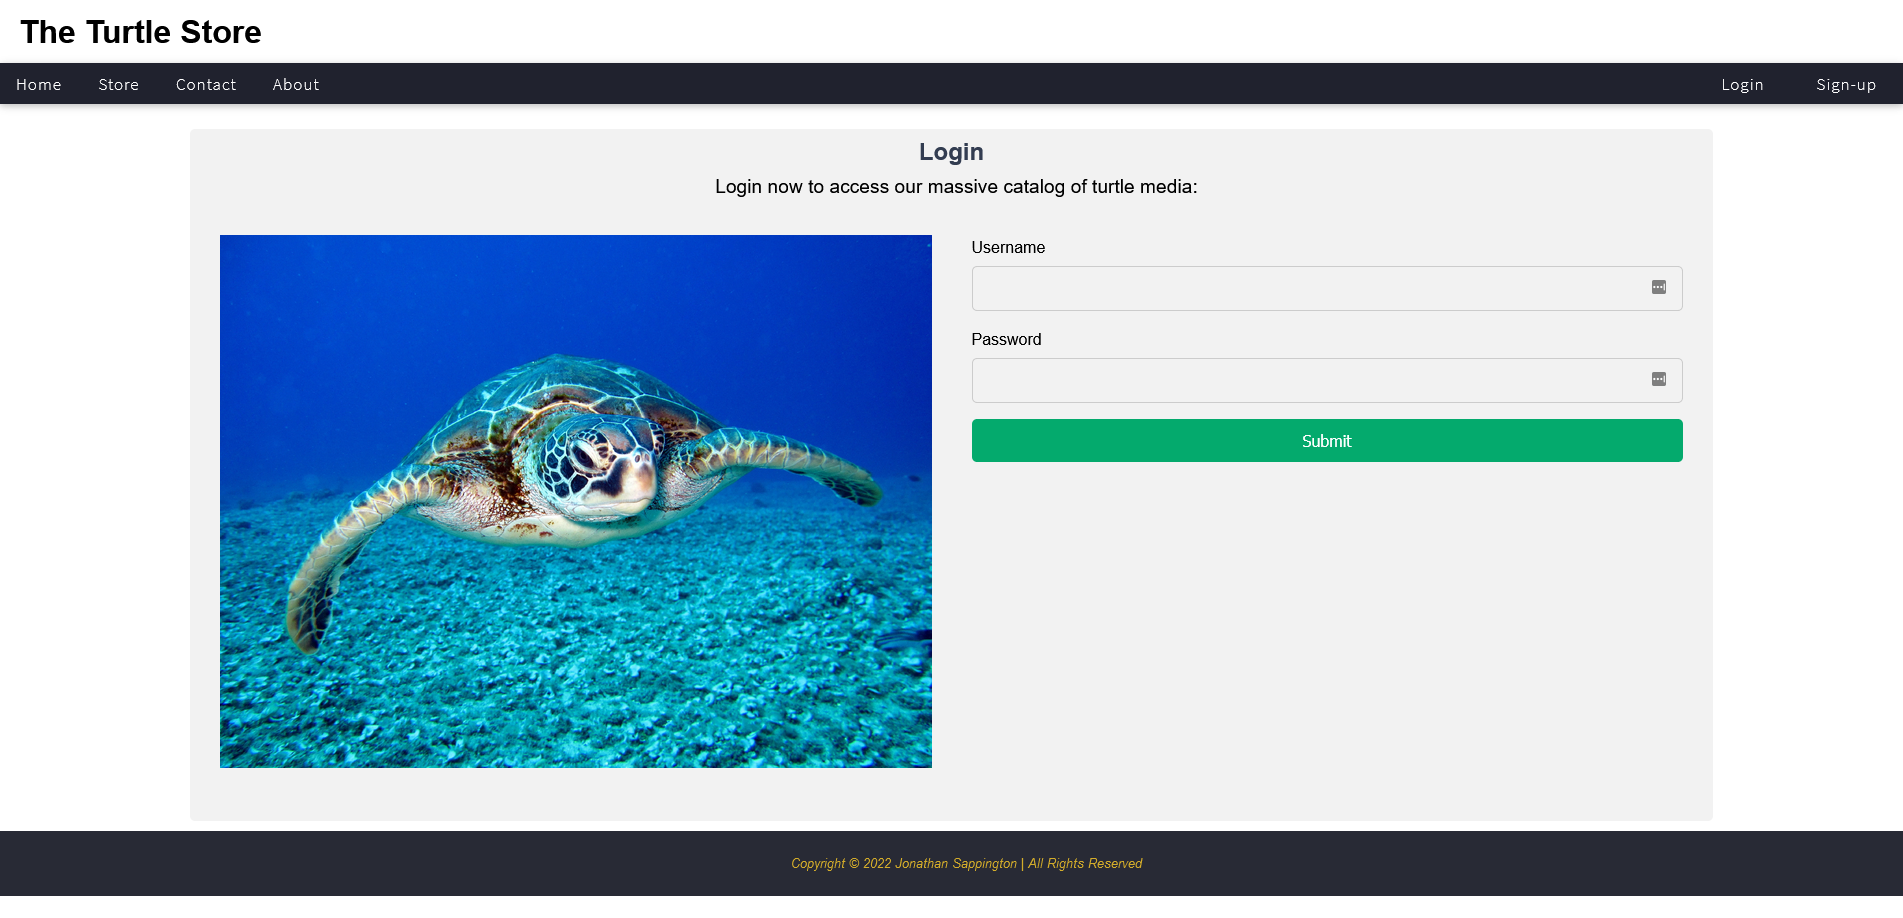 The Turtle Store
Home Store Contact About Login Sign-up
Login
Login now to access our massive catalog of turtle media:
Username
Password
Submit
Copyright © 2022 Jonathan Sappington | All Rights Reserved